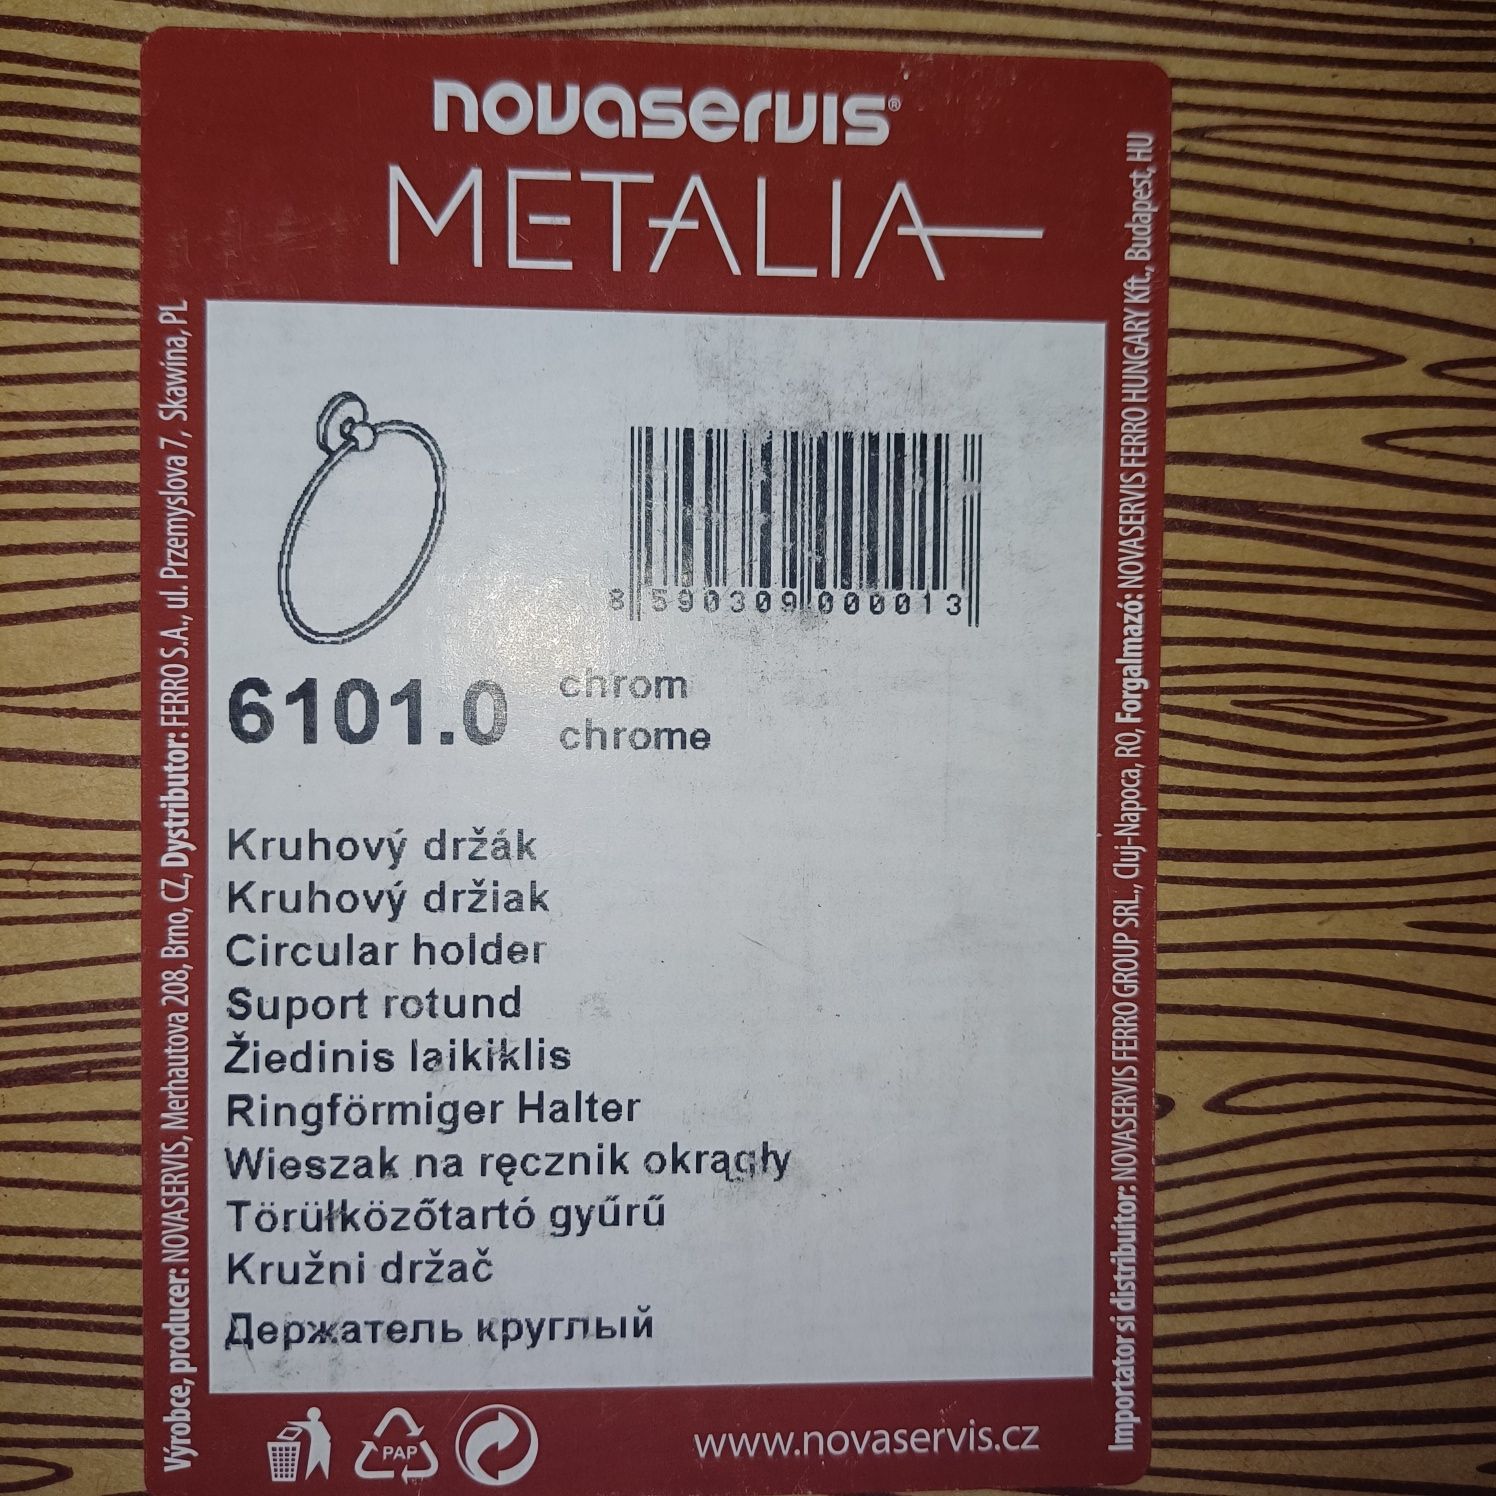 novaservis®
METALIA
8 590309 000013
6101.0
chrom
chrome
Kruhový držák
Kruhový držiak
Circular holder
Suport rotund
Žiedinis laikiklis
Ringförmiger Halter
Wieszak na ręcznik okrągły
Törülközőtartó gyűrű
Kružni držač
Держатель круглый
PAP
www.novaservis.cz
Výrobce, producer: NOVASERVIS, Merhautova 208, Brno, CZ, Dystributor: FERRO S.A., ul. Przemyslova 7, Skawina, PL
Importator si distribuitor: NOVASERVIS FERRO GROUP SRL., Cluj-Napoca, RO, Forgalmazó: NOVASERVIS FERRO HUNGARY Kft., Budapest, HU